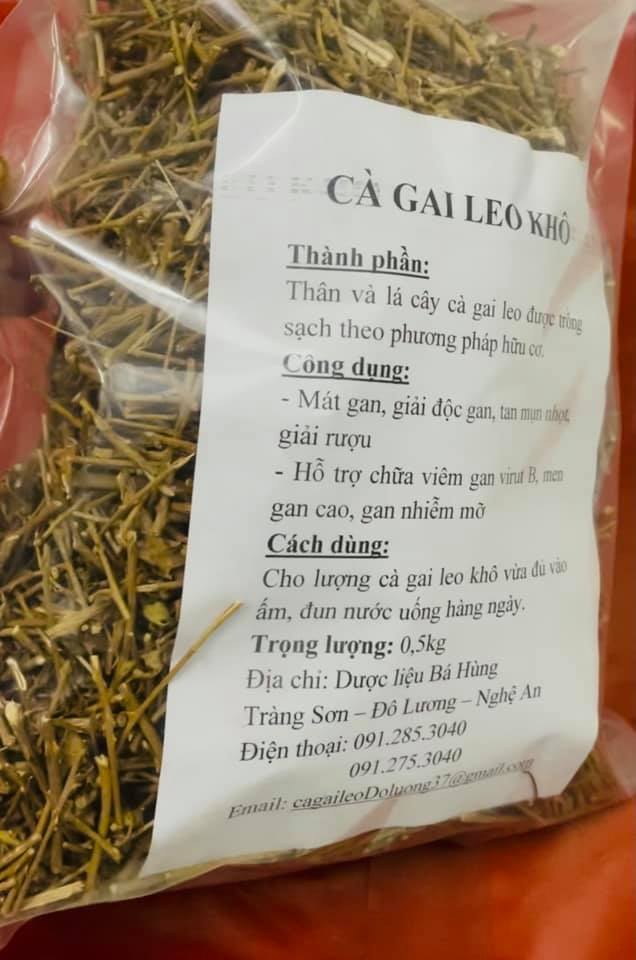 CÀ GAI LEO KHÔ
Thành phần:
Thân và lá cây cà gai leo được trồng
sạch theo phương pháp hữu cơ.
Công dụng:
- Mát gan, giải độc gan, tan mụn nhọt,
giải rượu
- Hỗ trợ chữa viêm gan virut B, men
gan cao, gan nhiễm mỡ
Cách dùng:
Cho lượng cà gai leo khô vừa đủ vào
ấm, đun nước uống hàng ngày.
Trọng lượng: 0,5kg
Địa chỉ: Dược liệu Bá Hùng
Tràng Sơn – Đô Lương – Nghệ An
Điện thoại: 091.285.3040
091.275.3040
Email: cagaileoDoluong37@gmail.com